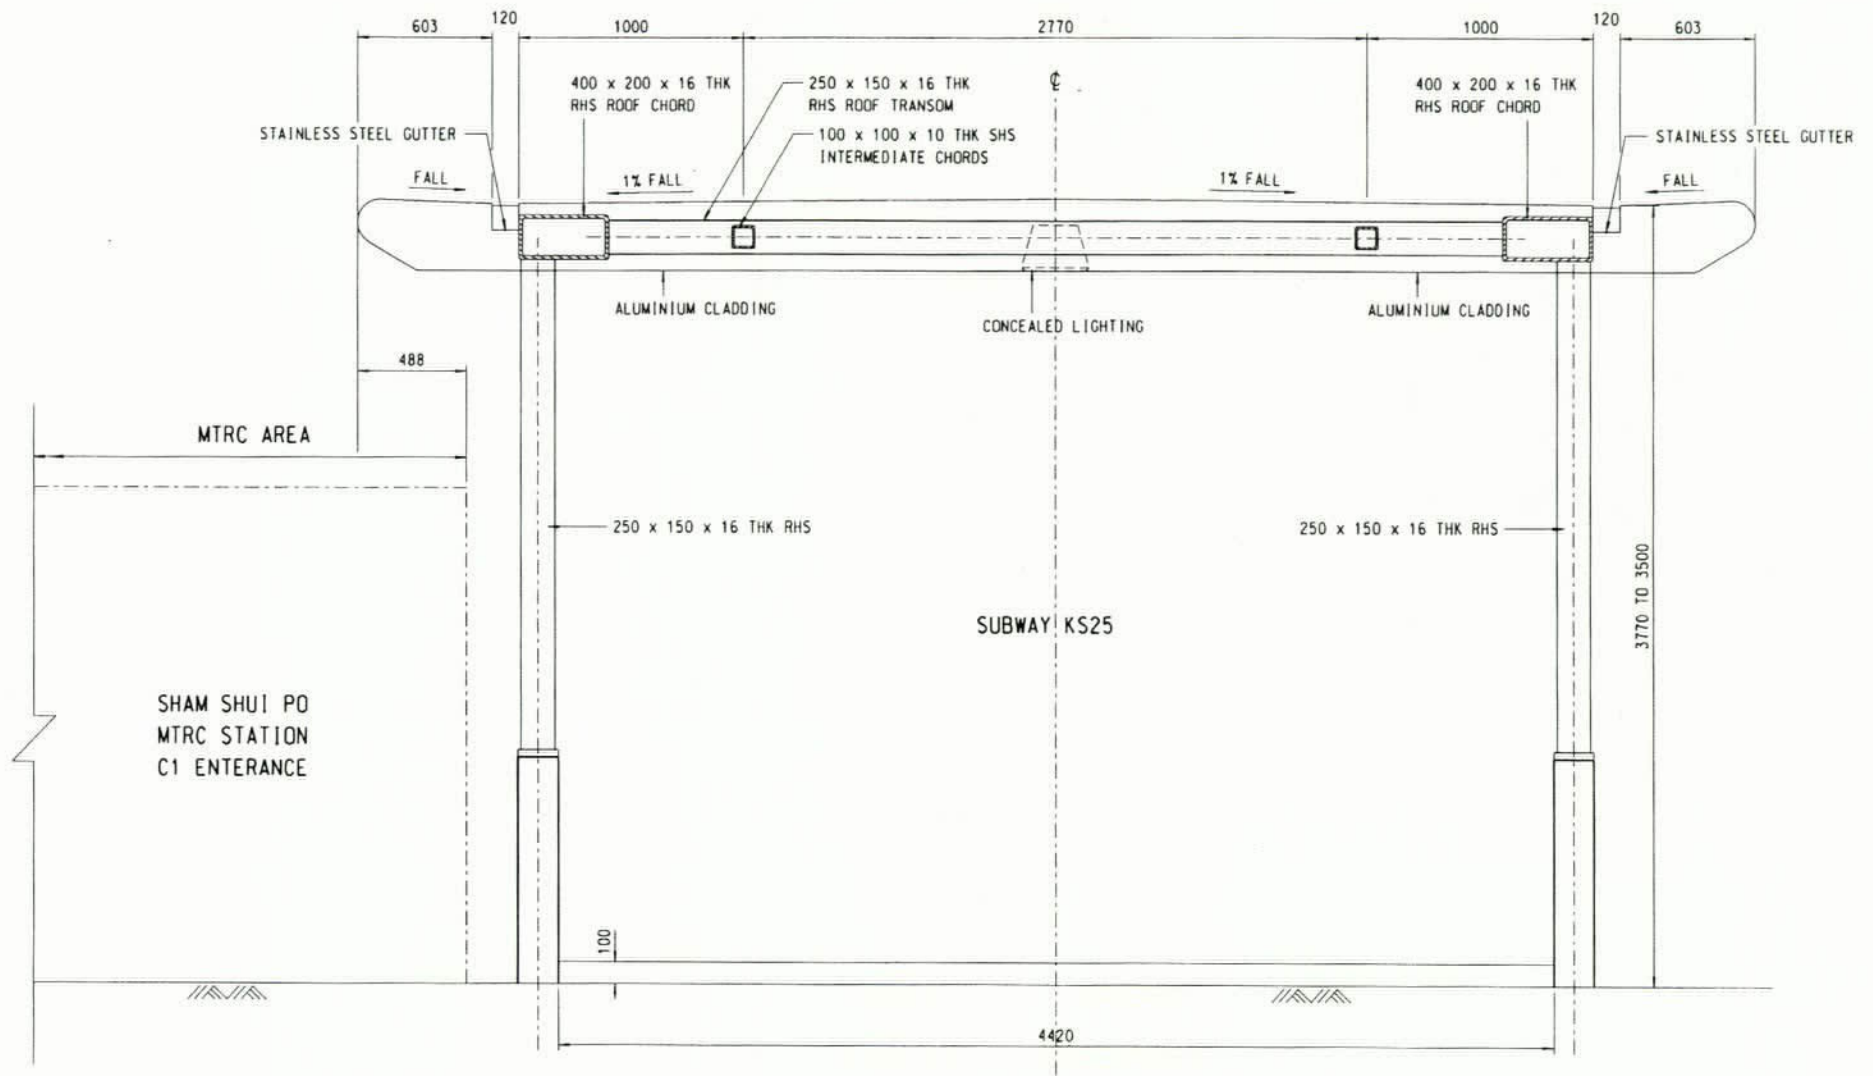 603
120
1000
2770
1000
120
603
400 x 200 x 16 THK
RHS ROOF CHORD
250 x 150 x 16 THK
RHS ROOF TRANSOM
℄
400 x 200 x 16 THK
RHS ROOF CHORD
STAINLESS STEEL GUTTER
100 x 100 x 10 THK SHS
INTERMEDIATE CHORDS
STAINLESS STEEL GUTTER
FALL
1% FALL
1% FALL
FALL
ALUMINIUM CLADDING
CONCEALED LIGHTING
ALUMINIUM CLADDING
488
MTRC AREA
250 x 150 x 16 THK RHS
250 x 150 x 16 THK RHS
3770 TO 3500
SUBWAY KS25
SHAM SHUI PO
MTRC STATION
C1 ENTERANCE
100
4420